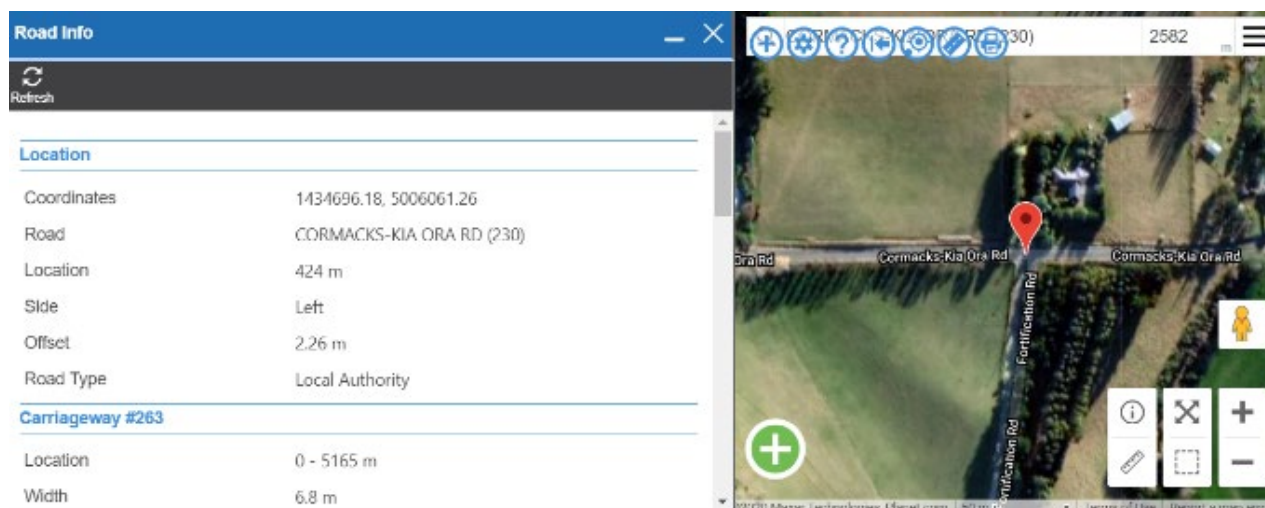 Road Info
Refresh
Location
Coordinates 1434696.18, 5006061.26
Road CORMACKS-KIA ORA RD (230)
Location 424 m
Side Left
Offset 2.26 m
Road Type Local Authority
Carriageway #263
Location 0 - 5165 m
Width 6.8 m
30) 2582 m
Ora Rd Cormacks-Kia Ora Rd Cormacks-Kia Ora Rd
Fortification Rd
Fortification Rd